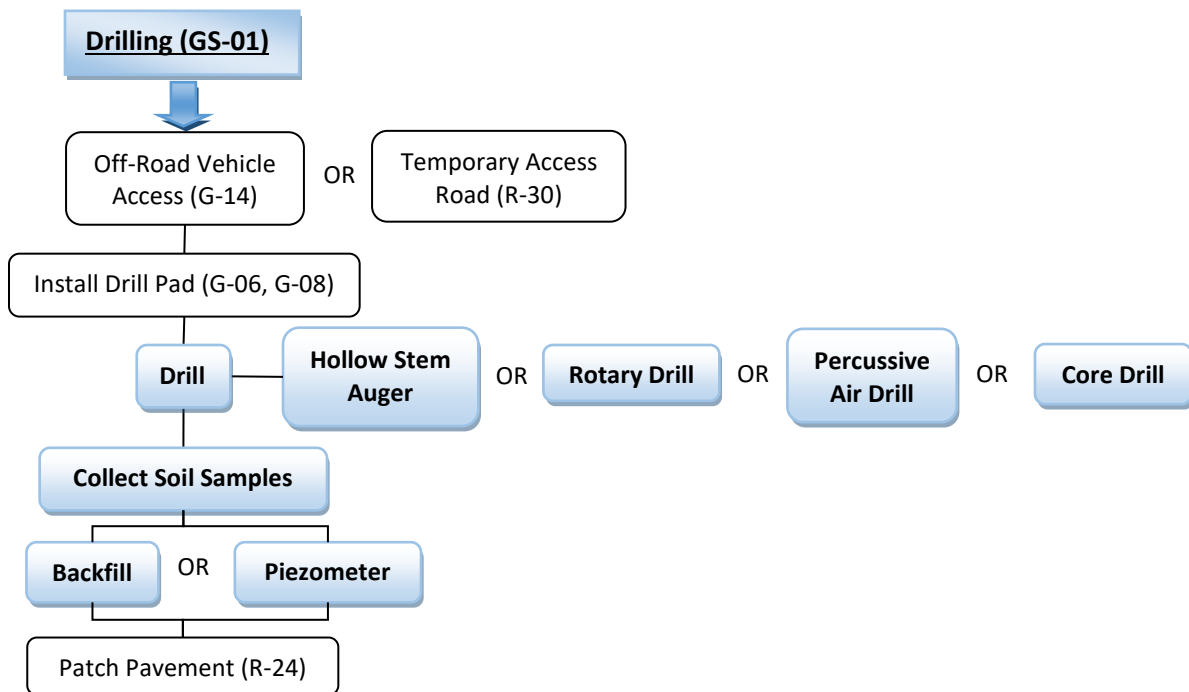 Drilling (GS-01)
Off-Road Vehicle
Access (G-14)
OR
Temporary Access
Road (R-30)
Install Drill Pad (G-06, G-08)
Drill
Hollow Stem
Auger
OR
Rotary Drill
OR
Percussive
Air Drill
OR
Core Drill
Collect Soil Samples
Backfill
OR
Piezometer
Patch Pavement (R-24)